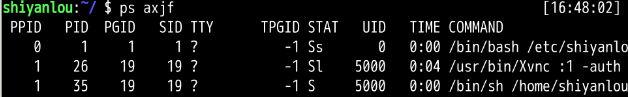 shiyanlou:~/ $ ps axjf [16:48:02]
PPID PID PGID SID TTY TPGID STAT UID TIME COMMAND
0 1 1 1 ? -1 Ss 0 0:00 /bin/bash /etc/shiyanlo
1 26 19 19 ? -1 Sl 5000 0:04 /usr/bin/Xvnc :1 -auth
1 35 19 19 ? -1 S 5000 0:00 /bin/sh /home/shiyanlou